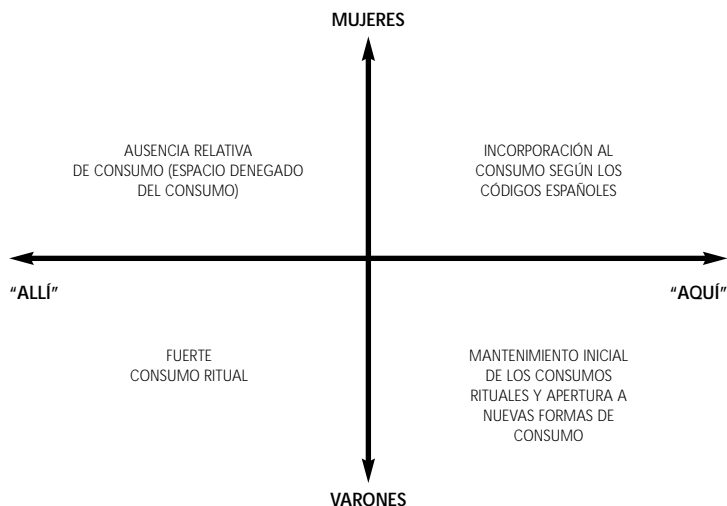 MUJERES
AUSENCIA RELATIVA
DE CONSUMO (ESPACIO DENEGADO
DEL CONSUMO)
INCORPORACIÓN AL
CONSUMO SEGÚN LOS
CÓDIGOS ESPAÑOLES
“ALLÍ”
“AQUÍ”
FUERTE
CONSUMO RITUAL
MANTENIMIENTO INICIAL
DE LOS CONSUMOS
RITUALES Y APERTURA A
NUEVAS FORMAS DE
CONSUMO
VARONES